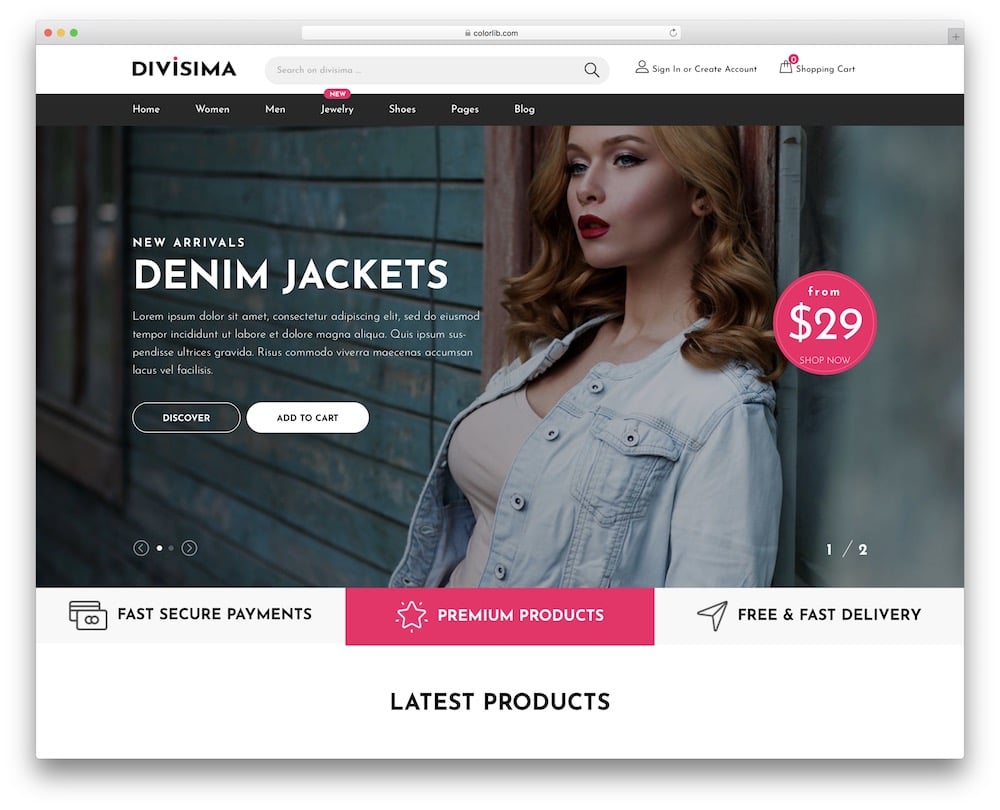 colorlib.com
DIVISIMA
Search on divisima ...
Sign In or Create Account
0
Shopping Cart
NEW
Home Women Men Jewelry Shoes Pages Blog
NEW ARRIVALS
DENIM JACKETS
Lorem ipsum dolor sit amet, consectetur adipiscing elit, sed do eiusmod
tempor incididunt ut labore et dolore magna aliqua. Quis ipsum sus-
pendisse ultrices gravida. Risus commodo viverra maecenas accumsan
lacus vel facilisis.
from
$29
SHOP NOW
DISCOVER ADD TO CART
1 / 2
FAST SECURE PAYMENTS
PREMIUM PRODUCTS
FREE & FAST DELIVERY
LATEST PRODUCTS